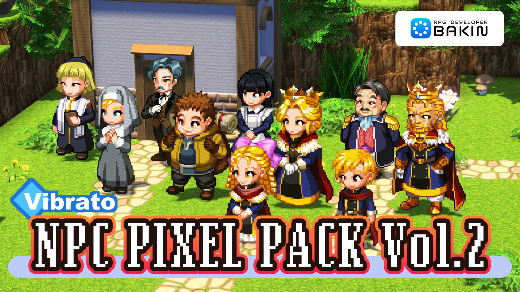 RPG DEVELOPER
BAKIN
Vibrato
NPC PIXEL PACK Vol.2